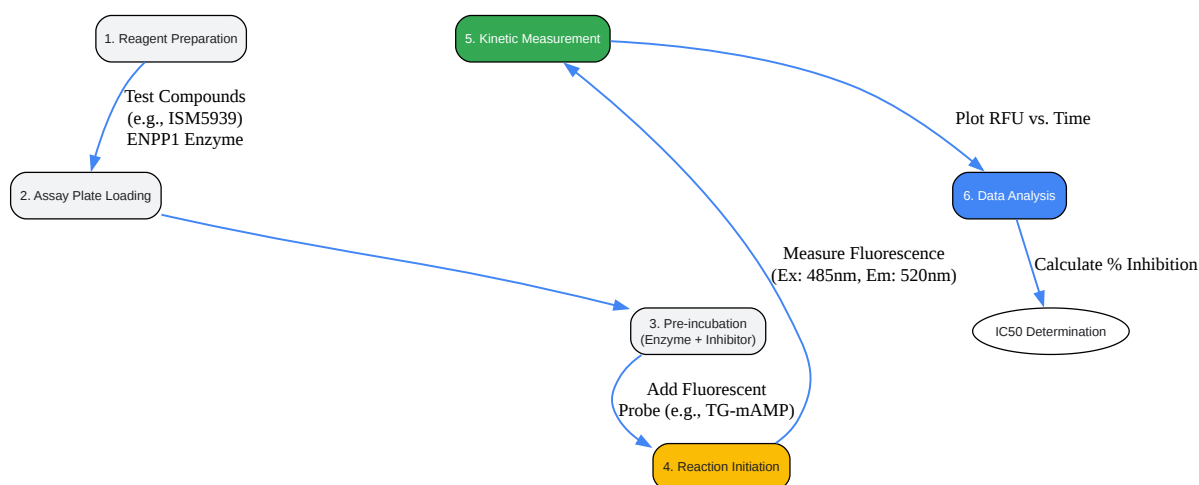 1. Reagent Preparation
Test Compounds
(e.g., ISM5939)
ENPP1 Enzyme
2. Assay Plate Loading
3. Pre-incubation
(Enzyme + Inhibitor)
Add Fluorescent
Probe (e.g., TG-mAMP)
4. Reaction Initiation
Measure Fluorescence
(Ex: 485nm, Em: 520nm)
5. Kinetic Measurement
Plot RFU vs. Time
6. Data Analysis
Calculate % Inhibition
IC50 Determination